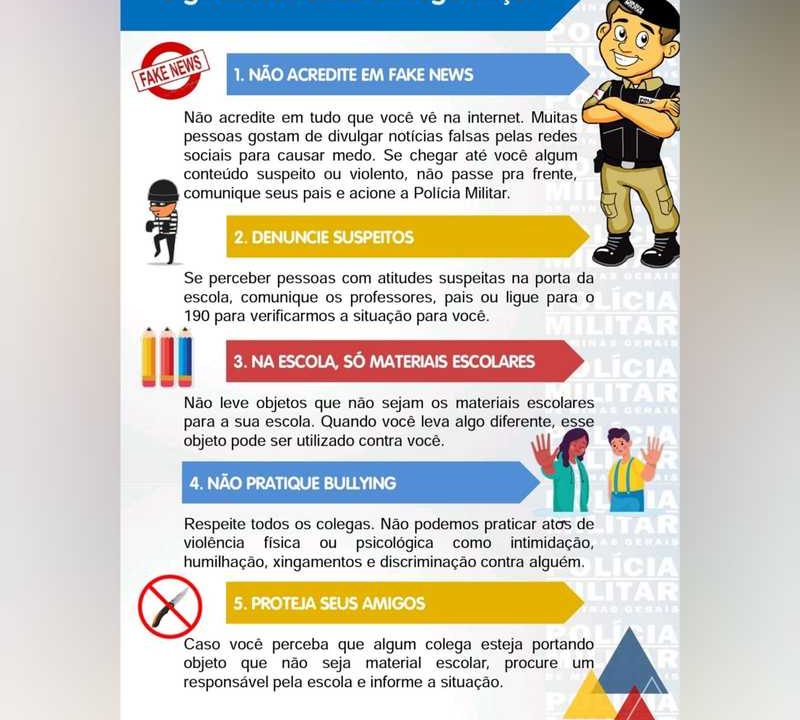 FAKE NEWS
1. NÃO ACREDITE EM FAKE NEWS
Não acredite em tudo que você vê na internet. Muitas
pessoas gostam de divulgar notícias falsas pelas redes
sociais para causar medo. Se chegar até você algum
conteúdo suspeito ou violento, não passe pra frente,
comunique seus pais e acione a Polícia Militar.
2. DENUNCIE SUSPEITOS
Se perceber pessoas com atitudes suspeitas na porta da
escola, comunique os professores, pais ou ligue para o
190 para verificarmos a situação para você.
POLÍCIA
MILITAR
3. NA ESCOLA, SÓ MATERIAIS ESCOLARES
Não leve objetos que não sejam os materiais escolares
para a sua escola. Quando você leva algo diferente, esse
objeto pode ser utilizado contra você.
4. NÃO PRATIQUE BULLYING
Respeite todos os colegas. Não podemos praticar atos de
violência física ou psicológica como intimidação,
humilhação, xingamentos e discriminação contra alguém.
5. PROTEJA SEUS AMIGOS
Caso você perceba que algum colega esteja portando
objeto que não seja material escolar, procure um
responsável pela escola e informe a situação.